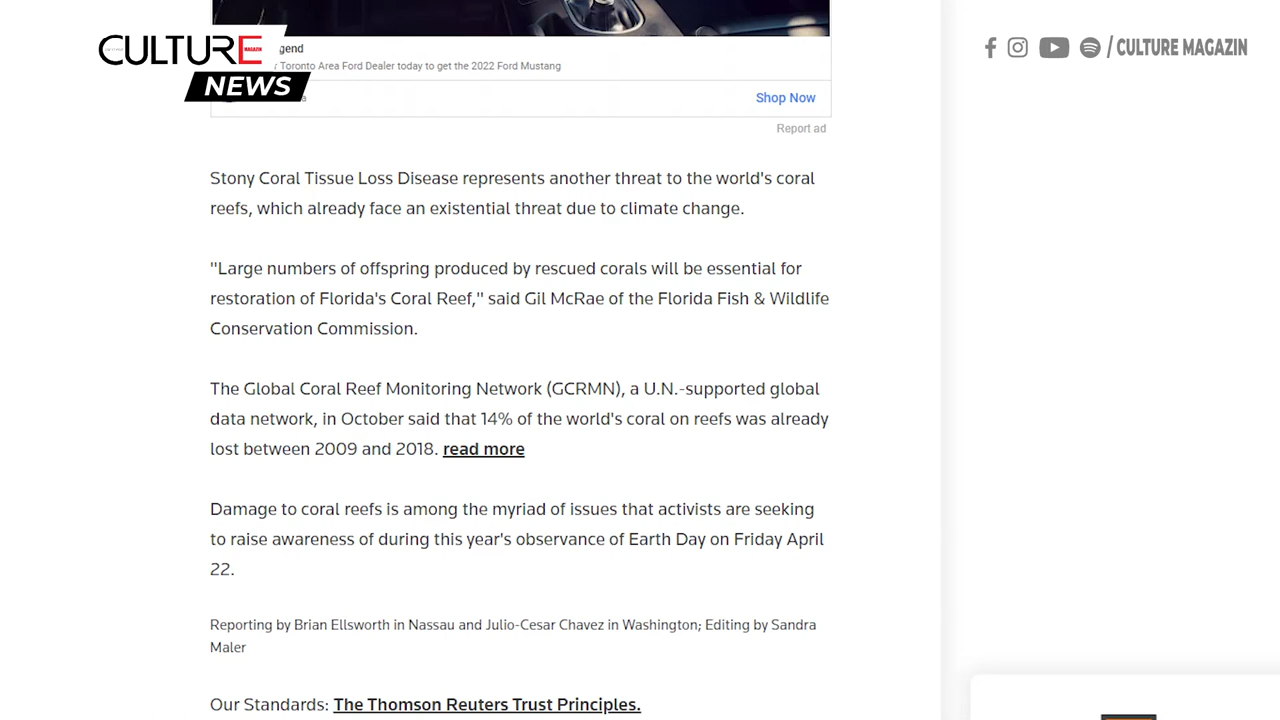 CULTURE
MAGAZIN
NEWS
/ CULTURE MAGAZIN
gend
Toronto Area Ford Dealer today to get the 2022 Ford Mustang
Shop Now
Report ad
Stony Coral Tissue Loss Disease represents another threat to the world's coral
reefs, which already face an existential threat due to climate change.
"Large numbers of offspring produced by rescued corals will be essential for
restoration of Florida's Coral Reef," said Gil McRae of the Florida Fish & Wildlife
Conservation Commission.
The Global Coral Reef Monitoring Network (GCRMN), a U.N.-supported global
data network, in October said that 14% of the world's coral on reefs was already
lost between 2009 and 2018. read more
Damage to coral reefs is among the myriad of issues that activists are seeking
to raise awareness of during this year's observance of Earth Day on Friday April
22.
Reporting by Brian Ellsworth in Nassau and Julio-Cesar Chavez in Washington; Editing by Sandra
Maler
Our Standards: The Thomson Reuters Trust Principles.